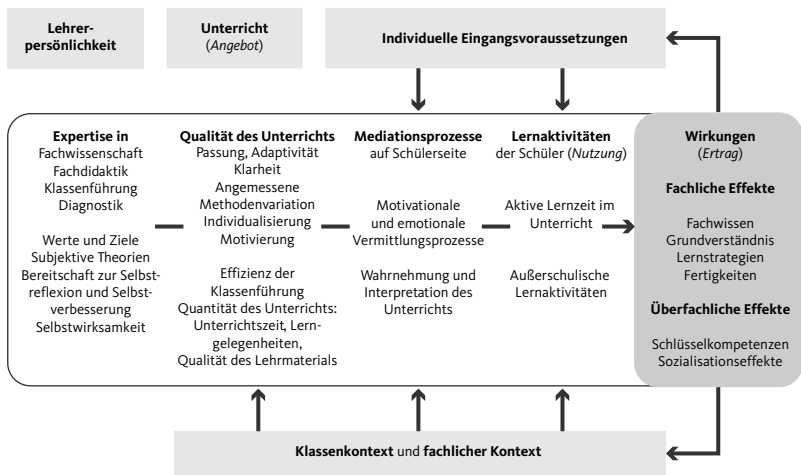 Lehrer-
persönlichkeit
Unterricht
(Angebot)
Individuelle Eingangsvoraussetzungen
Expertise in
Fachwissenschaft
Fachdidaktik
Klassenführung
Diagnostik
Werte und Ziele
Subjektive Theorien
Bereitschaft zur Selbst-
reflexion und Selbst-
verbesserung
Selbstwirksamkeit
Qualität des Unterrichts
Passung, Adaptivität
Klarheit
Angemessene
Methodenvariation
Individualisierung
Motivierung
Effizienz der
Klassenführung
Quantität des Unterrichts:
Unterrichtszeit, Lern-
gelegenheiten,
Qualität des Lehrmaterials
Mediationsprozesse
auf Schülerseite
Motivationale
und emotionale
Vermittlungsprozesse
Wahrnehmung und
Interpretation des
Unterrichts
Lernaktivitäten
der Schüler (Nutzung)
Aktive Lernzeit im
Unterricht
Außerschulische
Lernaktivitäten
Wirkungen
(Ertrag)
Fachliche Effekte
Fachwissen
Grundverständnis
Lernstrategien
Fertigkeiten
Überfachliche Effekte
Schlüsselkompetenzen
Sozialisationseffekte
Klassenkontext und fachlicher Kontext